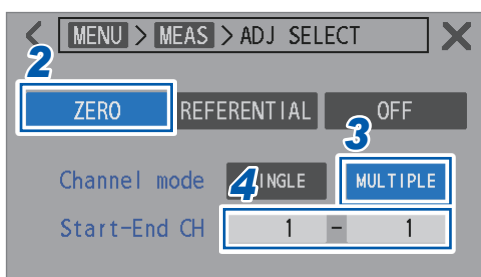 < MENU > MEAS > ADJ SELECT X
2
ZERO REFERENTIAL OFF
3
Channel mode 4 INGLE MULTIPLE
Start-End CH 1 - 1